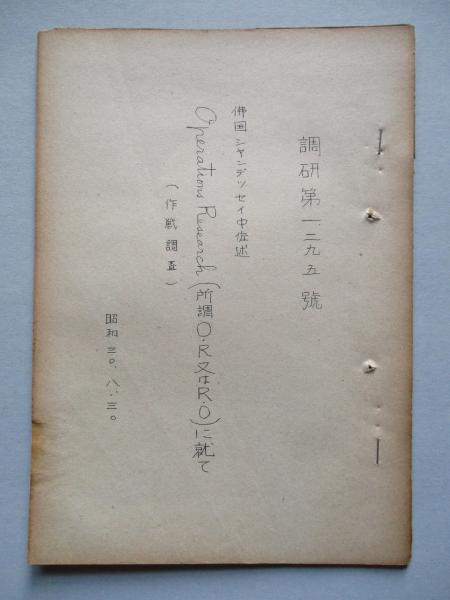 調研第一二九五號
佛国シャンデッセイ中佐述
Operations Research (所謂O.R又はR.O)に就て
(作戦調査)
昭和三〇.八.三〇